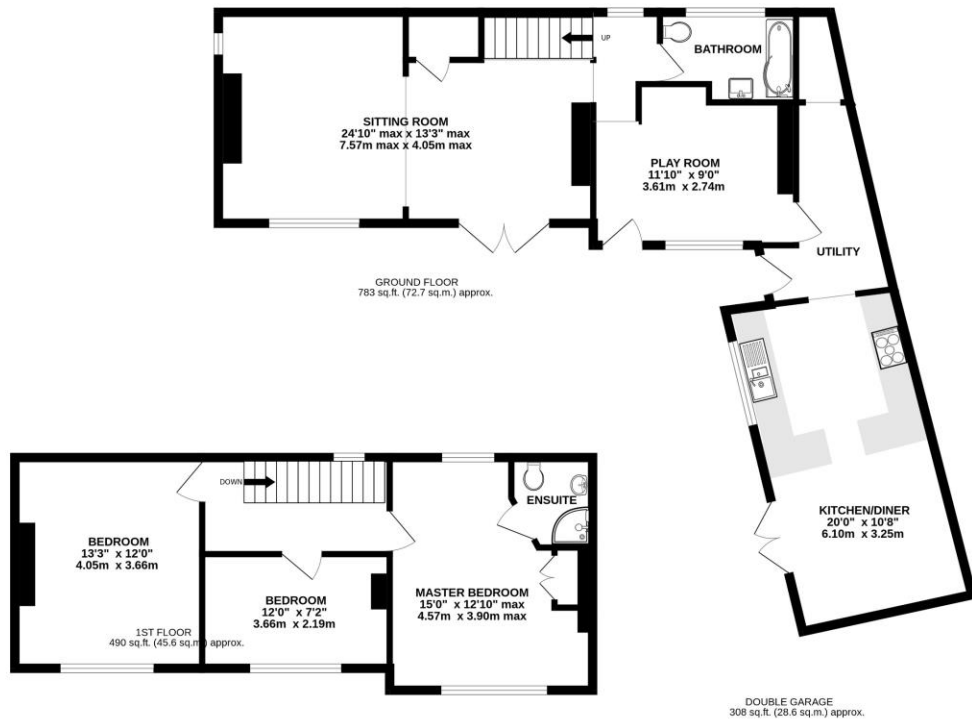 UP
BATHROOM
SITTING ROOM
24'10" max x 13'3" max
7.57m max x 4.05m max
PLAY ROOM
11'10" x 9'0"
3.61m x 2.74m
UTILITY
GROUND FLOOR
783 sq.ft. (72.7 sq.m.) approx.
KITCHEN/DINER
20'0" x 10'8"
6.10m x 3.25m
DOWN
ENSUITE
BEDROOM
13'3" x 12'0"
4.05m x 3.66m
BEDROOM
12'0" x 7'2"
3.66m x 2.19m
MASTER BEDROOM
15'0" x 12'10" max
4.57m x 3.90m max
1ST FLOOR
490 sq.ft. (45.6 sq.m.) approx.
DOUBLE GARAGE
308 sq.ft. (28.6 sq.m.) approx.